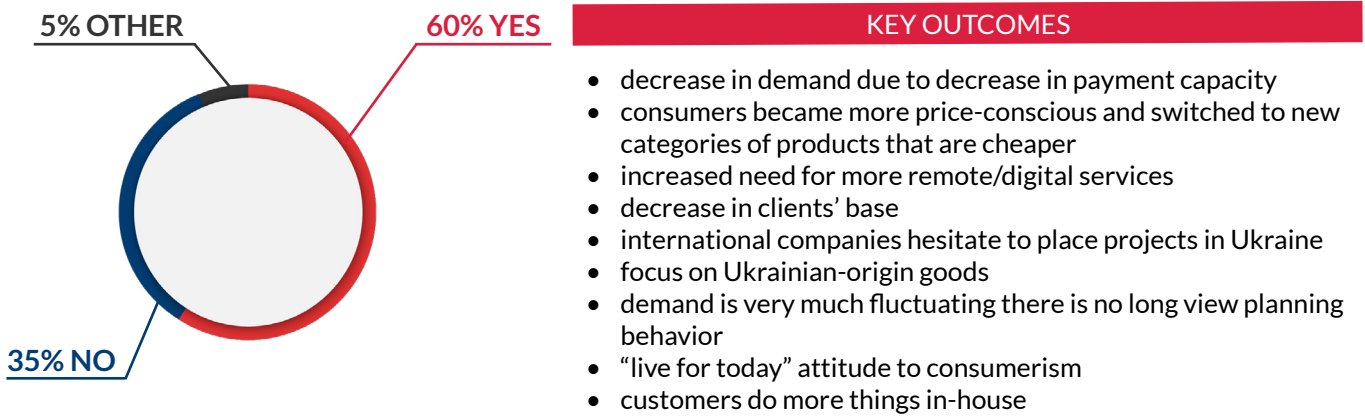 5% OTHER
60% YES
35% NO
KEY OUTCOMES
• decrease in demand due to decrease in payment capacity
• consumers became more price-conscious and switched to new
categories of products that are cheaper
• increased need for more remote/digital services
• decrease in clients’ base
• international companies hesitate to place projects in Ukraine
• focus on Ukrainian-origin goods
• demand is very much fluctuating there is no long view planning
behavior
• “live for today” attitude to consumerism
• customers do more things in-house